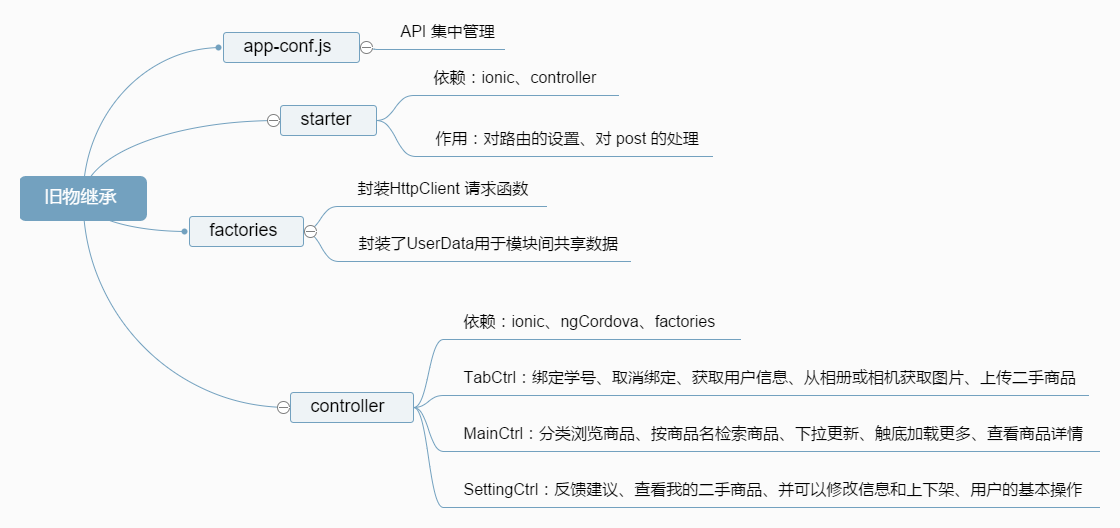 旧物继承
app-conf.js
API 集中管理
starter
依赖：ionic、controller
作用：对路由的设置、对 post 的处理
factories
封装HttpClient 请求函数
封装了UserData用于模块间共享数据
controller
依赖：ionic、ngCordova、factories
TabCtrl：绑定学号、取消绑定、获取用户信息、从相册或相机获取图片、上传二手商品
MainCtrl：分类浏览商品、按商品名检索商品、下拉更新、触底加载更多、查看商品详情
SettingCtrl：反馈建议、查看我的二手商品、并可以修改信息和上下架、用户的基本操作